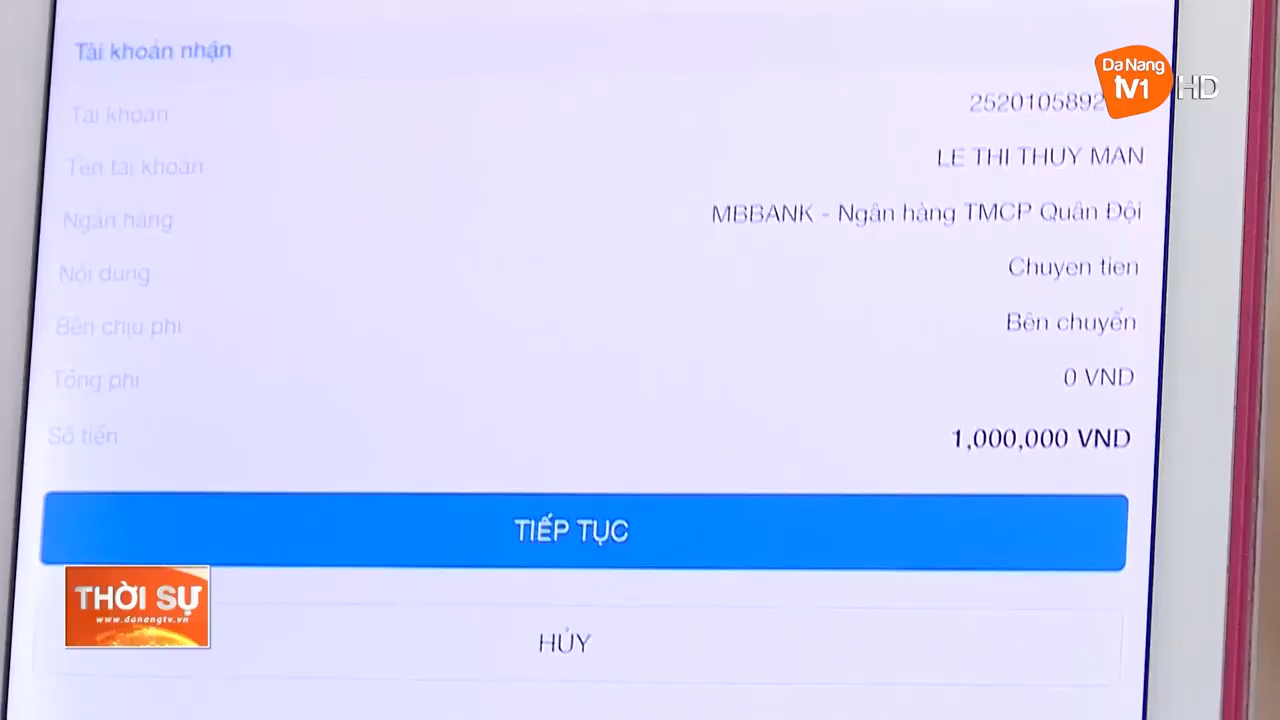 Tài khoản nhận
Tài khoản 2520105892
Tên tài khoản LE THI THUY MAN
Ngân hàng MBBANK - Ngân hàng TMCP Quân Đội
Nội dung Chuyen tien
Bên chịu phí Bên chuyển
Tổng phí 0 VND
Số tiền 1,000,000 VND
TIẾP TỤC
HỦY
Da Nang
TV1 HD
THỜI SỰ
www.danangtv.vn